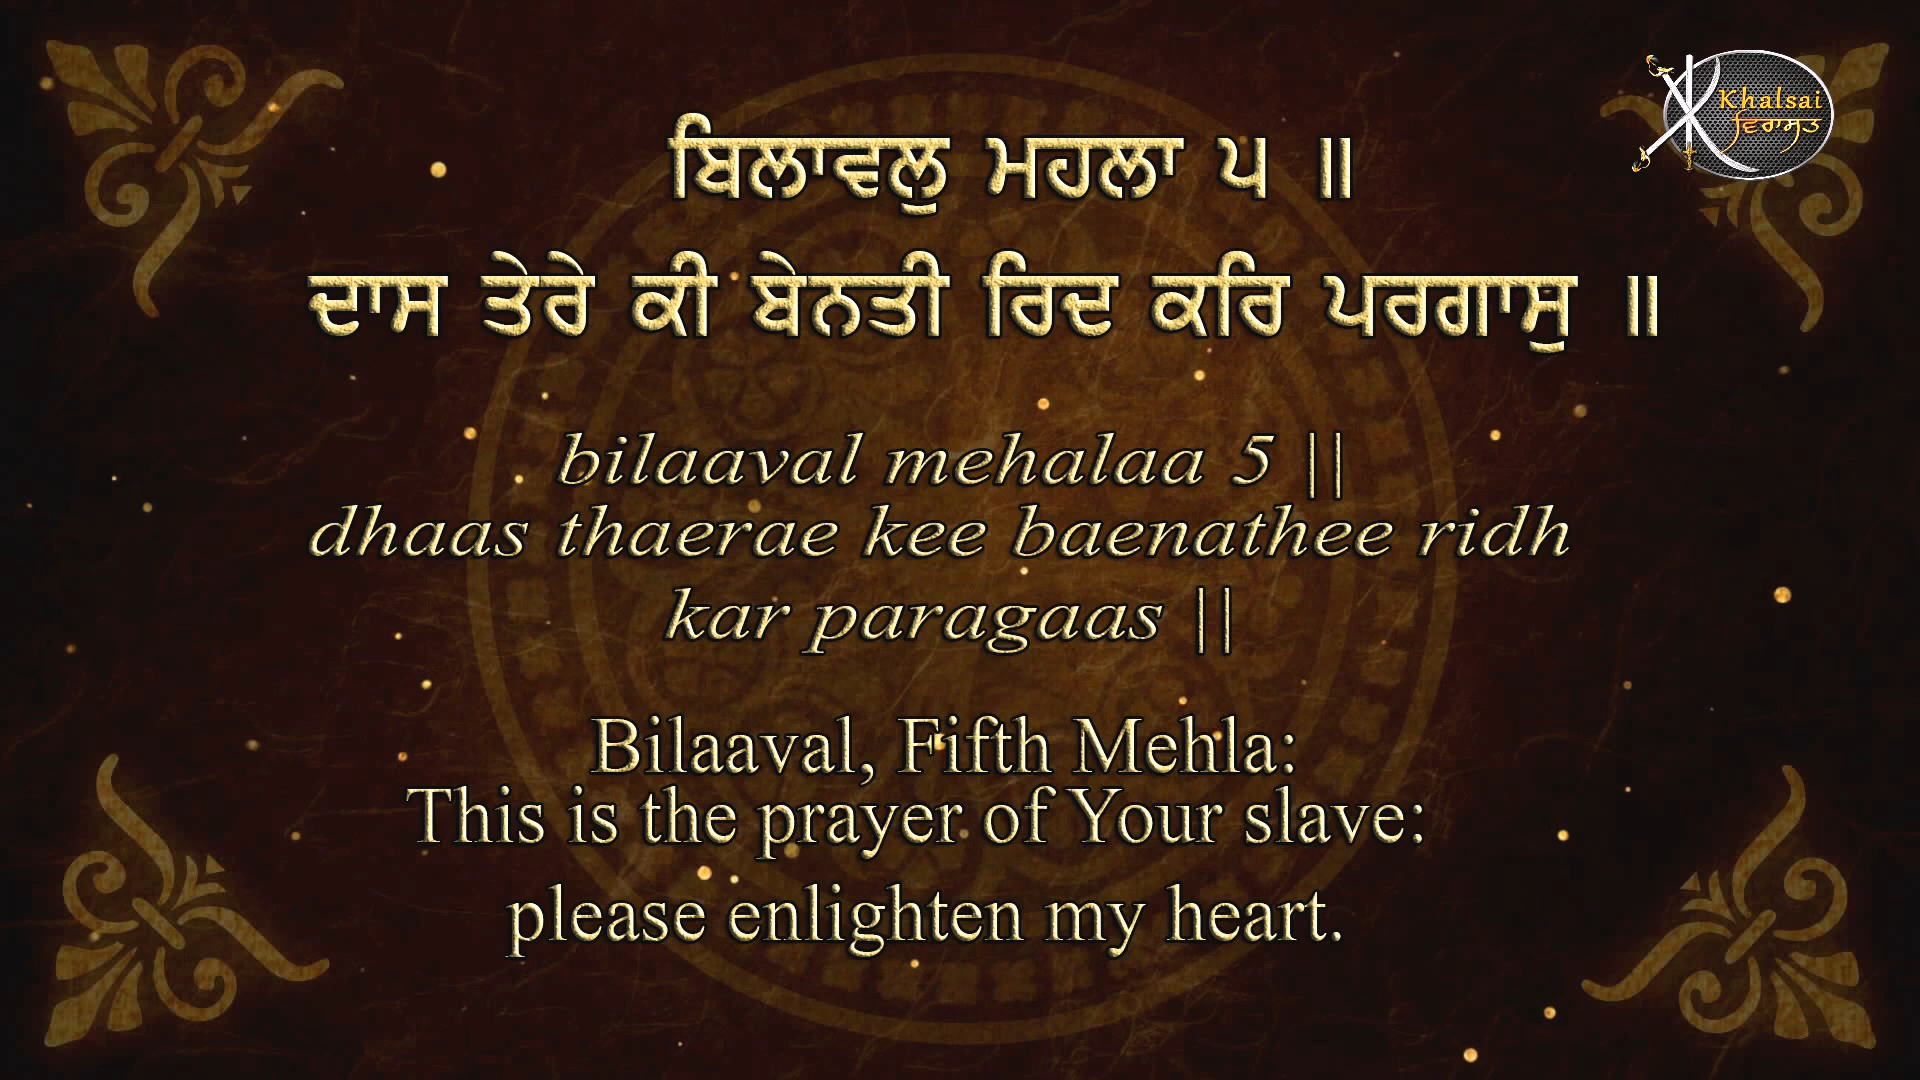 Khalsai
ਵਿਰਾਸਤ
ਬਿਲਾਵਲੁ ਮਹਲਾ ੫ ॥
ਦਾਸ ਤੇਰੇ ਕੀ ਬੇਨਤੀ ਰਿਦ ਕਰਿ ਪਰਗਾਸੁ ॥
bilaaval mehalaa 5 ||
dhaas thaerae kee baenathee ridh
kar paragaas ||
Bilaaval, Fifth Mehla:
This is the prayer of Your slave:
please enlighten my heart.